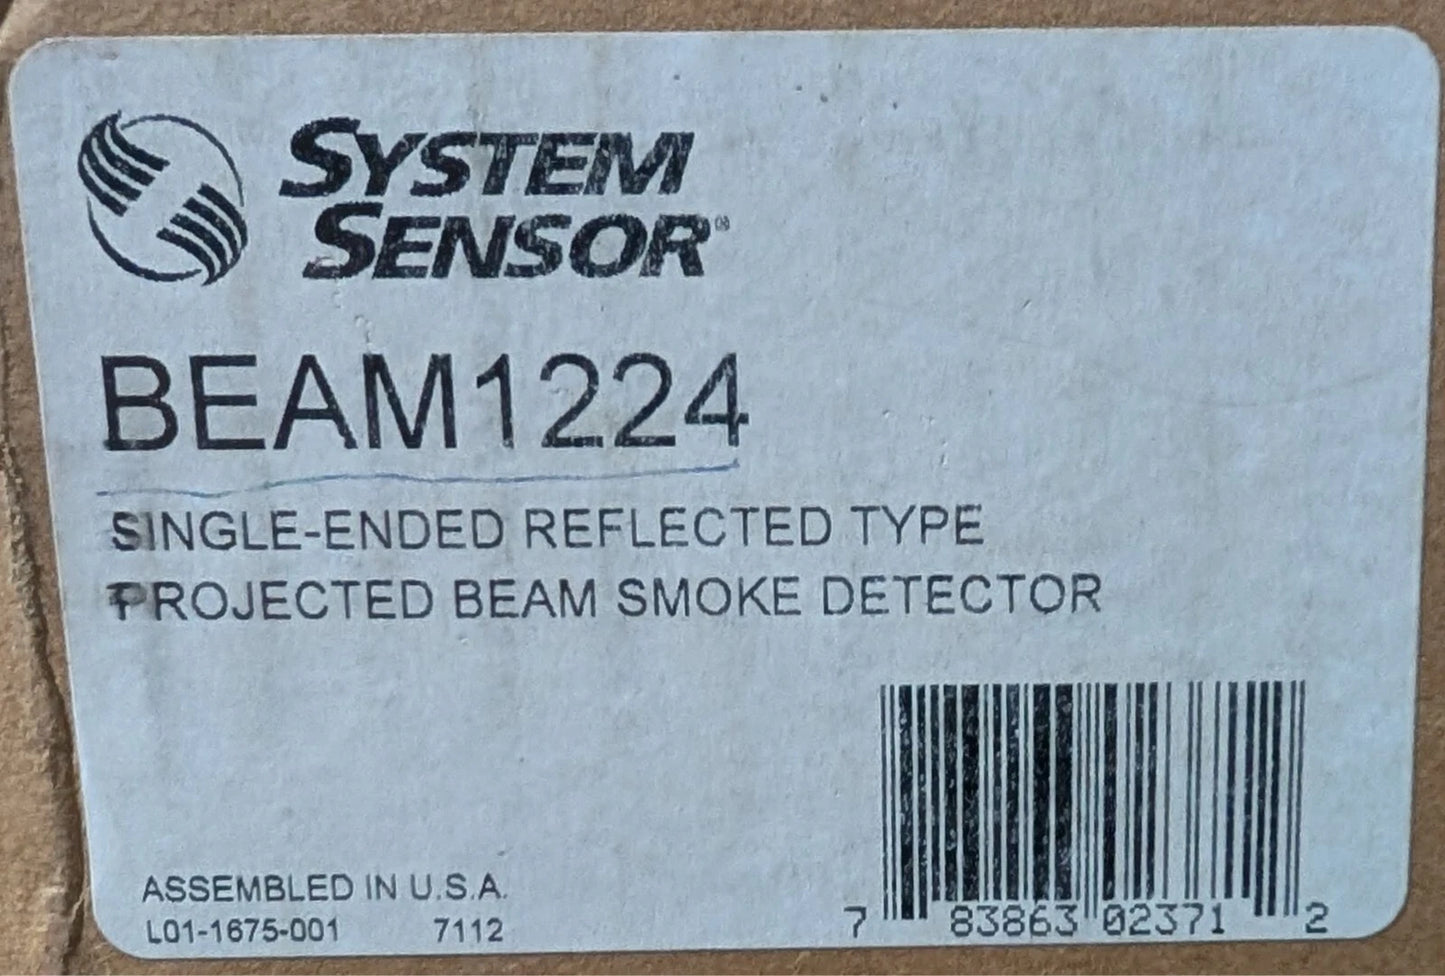 SYSTEM
SENSOR®
BEAM1224
SINGLE-ENDED REFLECTED TYPE
PROJECTED BEAM SMOKE DETECTOR
ASSEMBLED IN U.S.A.
L01-1675-001 7112
7 83863 02371 2